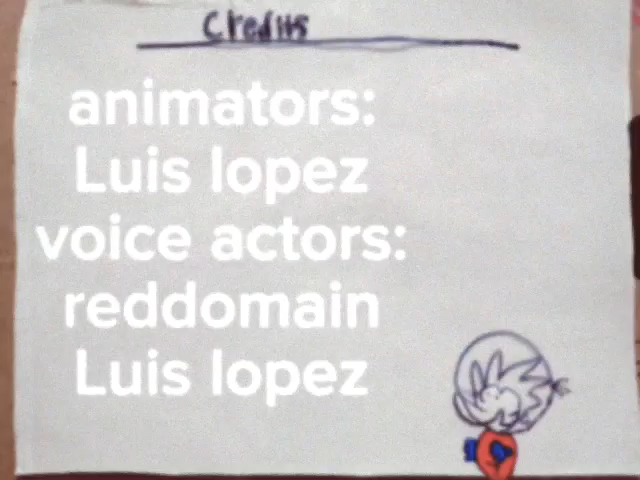 Credits
animators:
Luis lopez
voice actors:
reddomain
Luis lopez